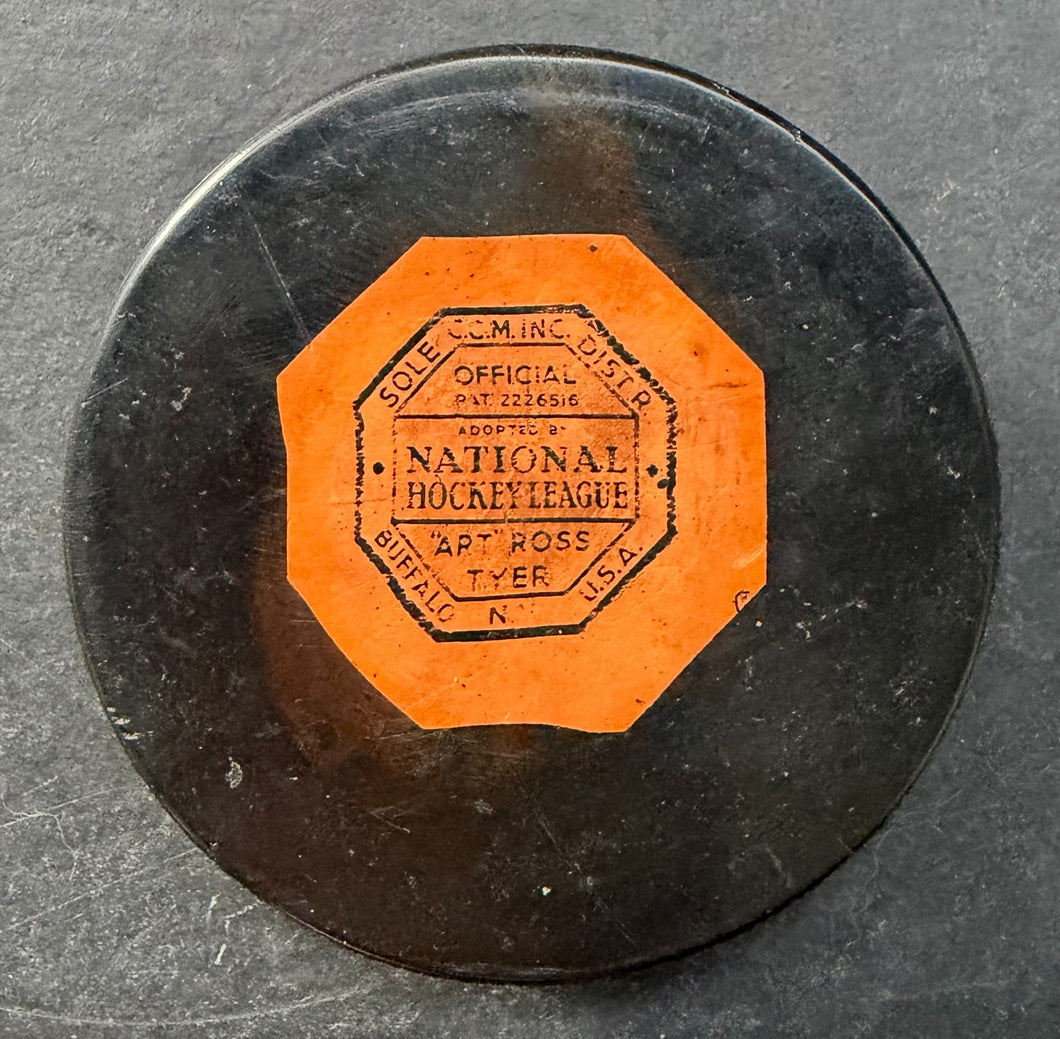 SOLE C.C.M. INC. DISTR.
OFFICIAL
PAT. 2226516
ADOPTED BY
NATIONAL
HOCKEY LEAGUE
"ART" ROSS
TYER
BUFFALO N.Y. U.S.A.